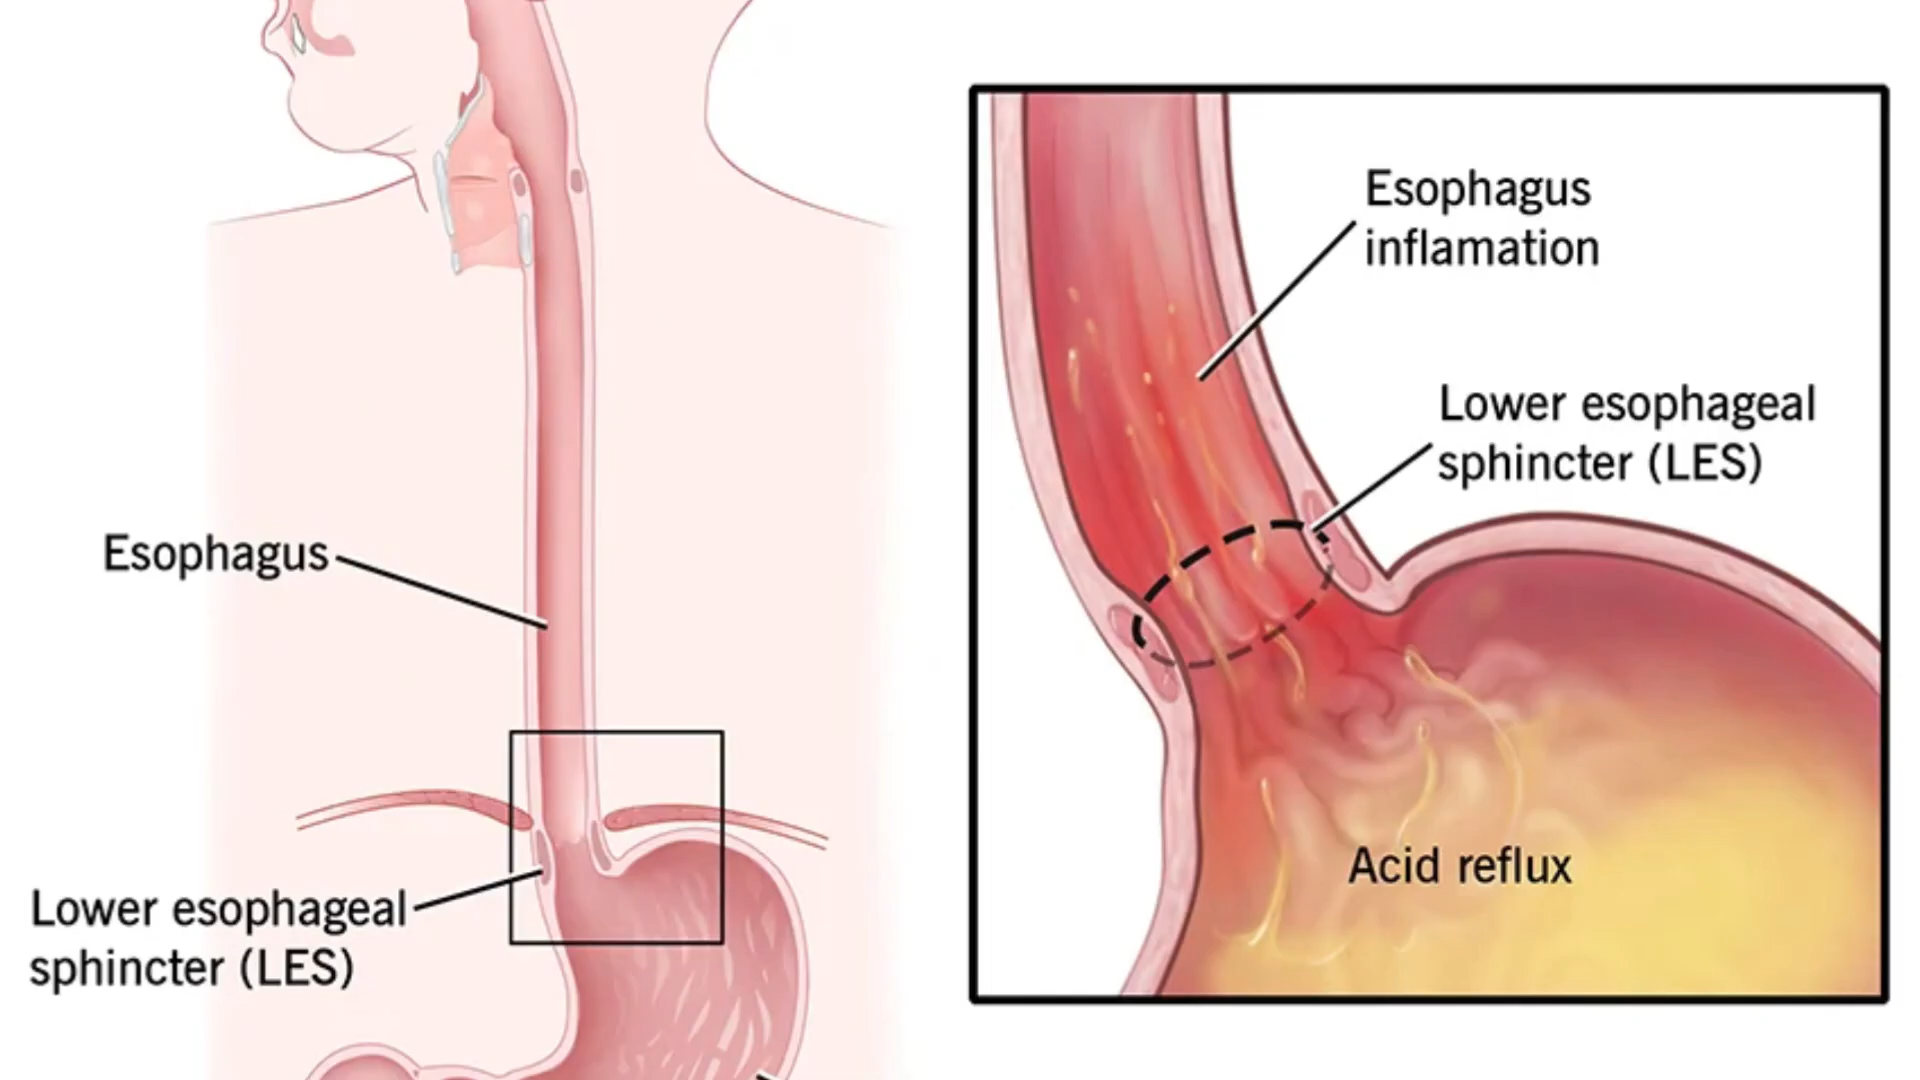 Esophagus
Lower esophageal
sphincter (LES)
Esophagus
inflamation
Lower esophageal
sphincter (LES)
Acid reflux